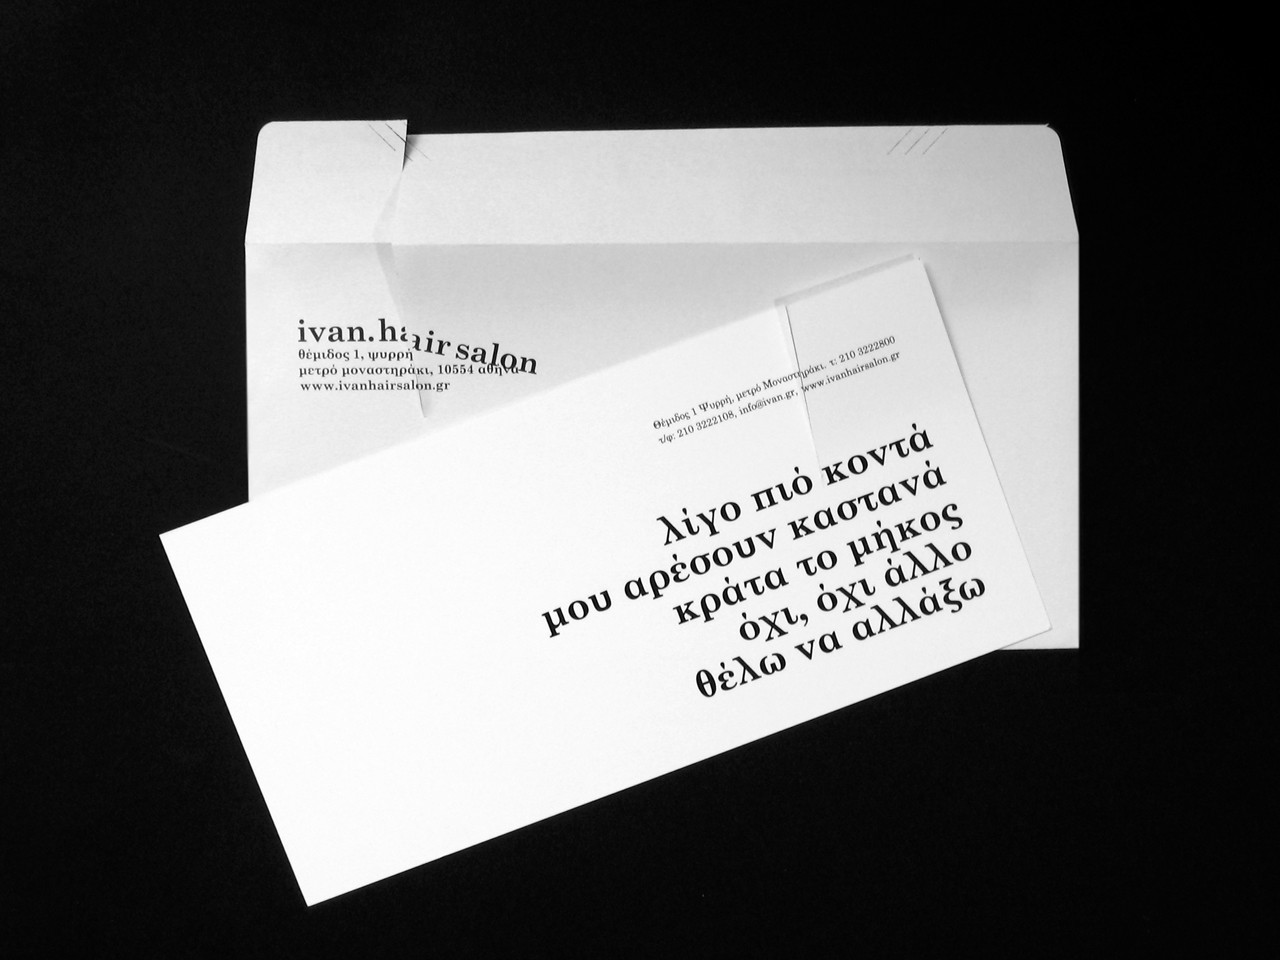 ivan.hair salon
θέμιδος 1, ψυρρή
μετρό μοναστηράκι, 10554 αθήνα
www.ivanhairsalon.gr
Θέμιδος 1 Ψυρρή, μετρό Μοναστηράκι. τ: 210 3222800
τ/φ: 210 3222108, info@ivan.gr, www.ivanhairsalon.gr
λίγο πιό κοντά
μου αρέσουν καστανά
κράτα το μήκος
όχι, όχι άλλο
θέλω να αλλάξω